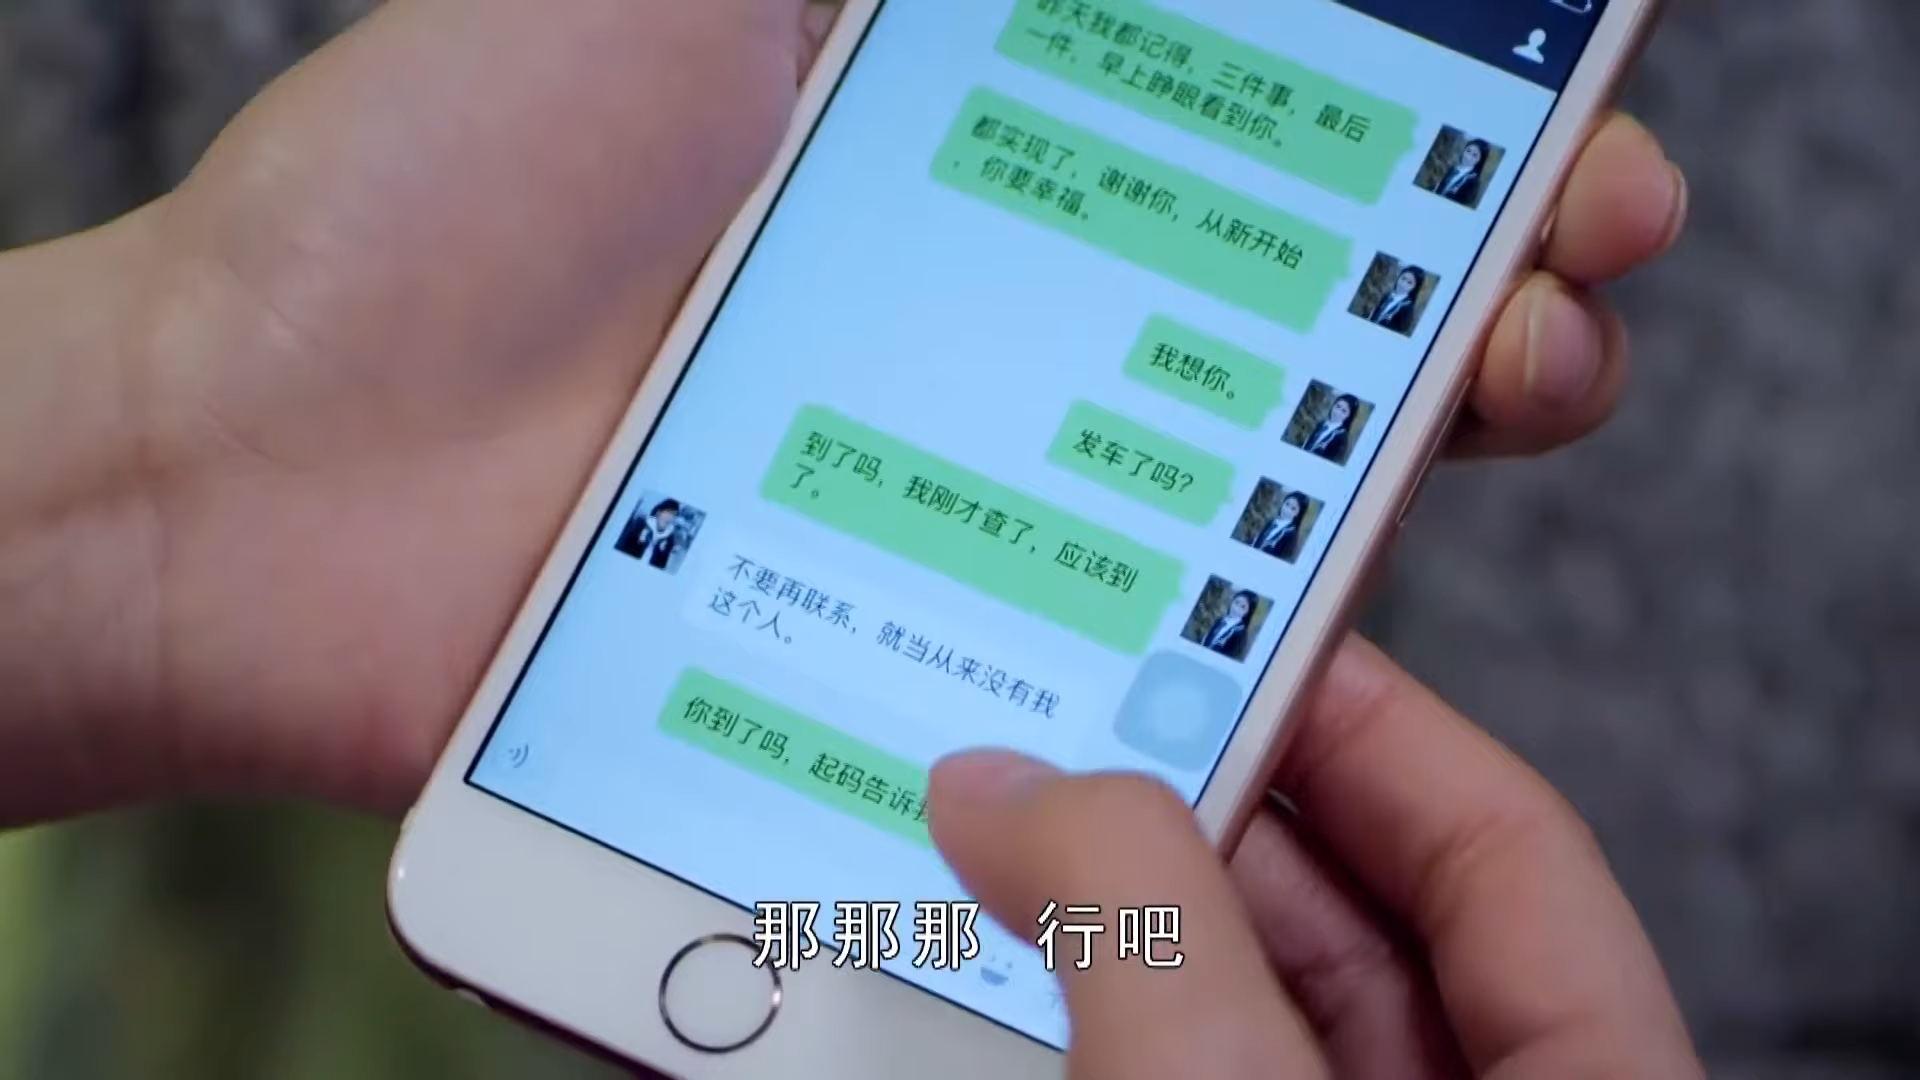 昨天我都记得，三件事，最后
一件，早上睁眼看到你。
都实现了，谢谢你，从新开始
，你要幸福。
我想你。
发车了吗？
到了吗，我刚才查了，应该到
了。
不要再联系，就当从来没有我
这个人。
你到了吗，起码告诉我
那那那 行吧